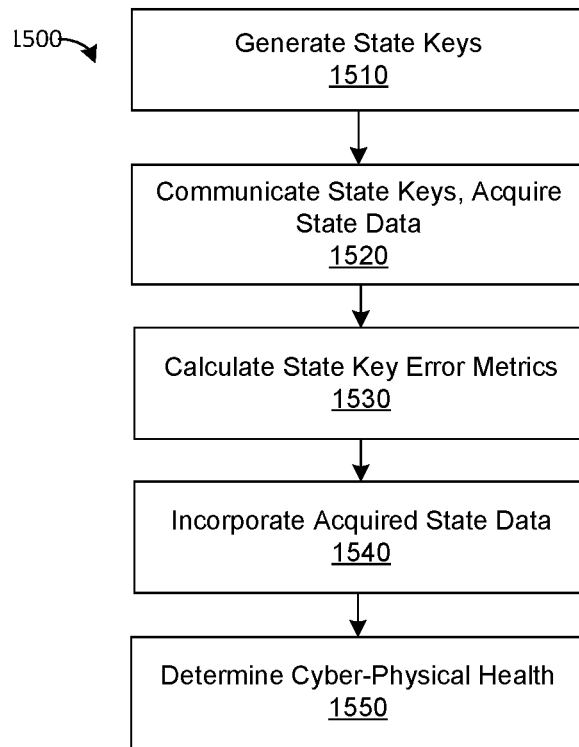 1500
Generate State Keys
1510
Communicate State Keys, Acquire
State Data
1520
Calculate State Key Error Metrics
1530
Incorporate Acquired State Data
1540
Determine Cyber-Physical Health
1550